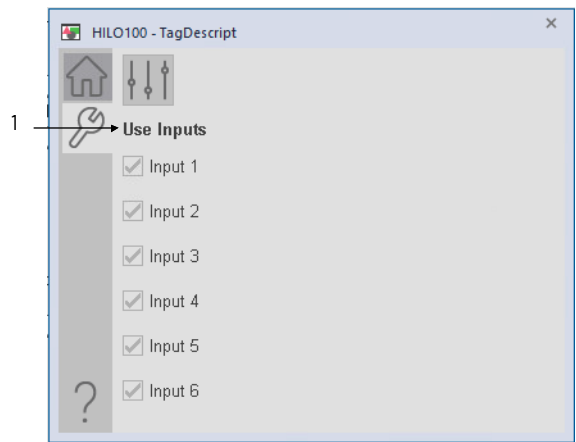 HILO100 - TagDescript
1
Use Inputs
Input 1
Input 2
Input 3
Input 4
Input 5
Input 6
?